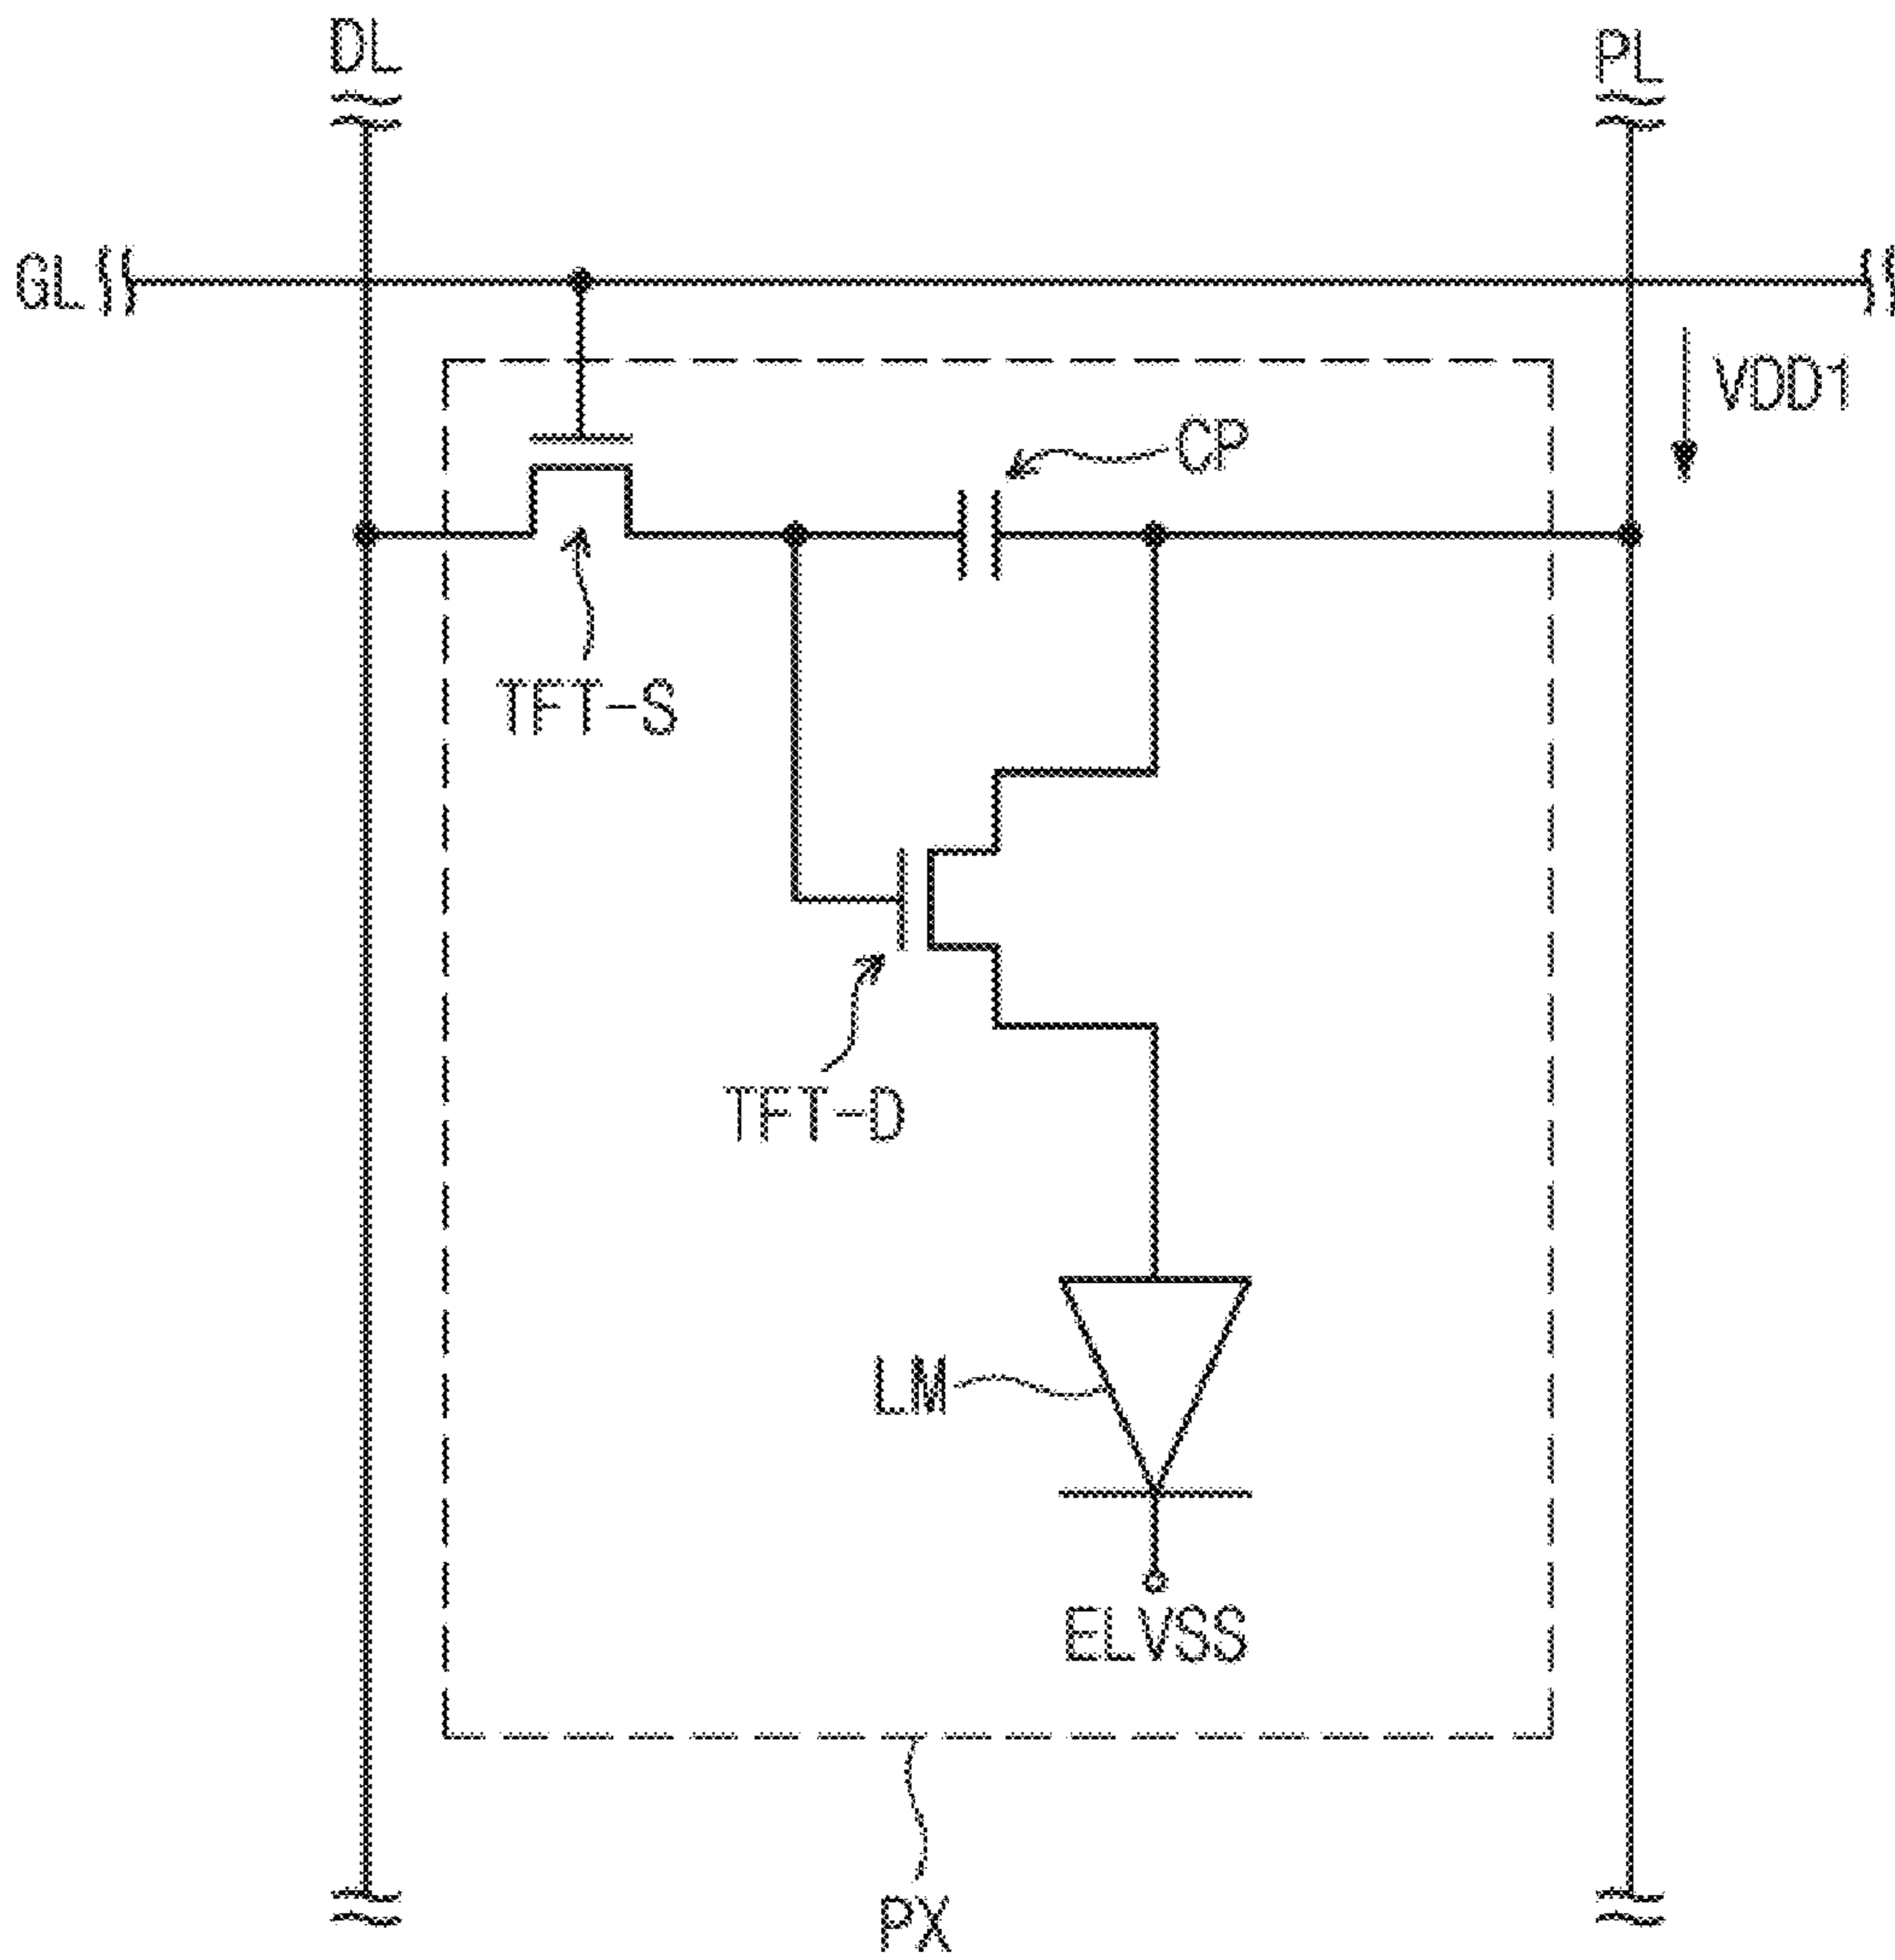 DL
PL
GL
VDD1
CP
TFT-S
TFT-D
LM
ELVSS
PX